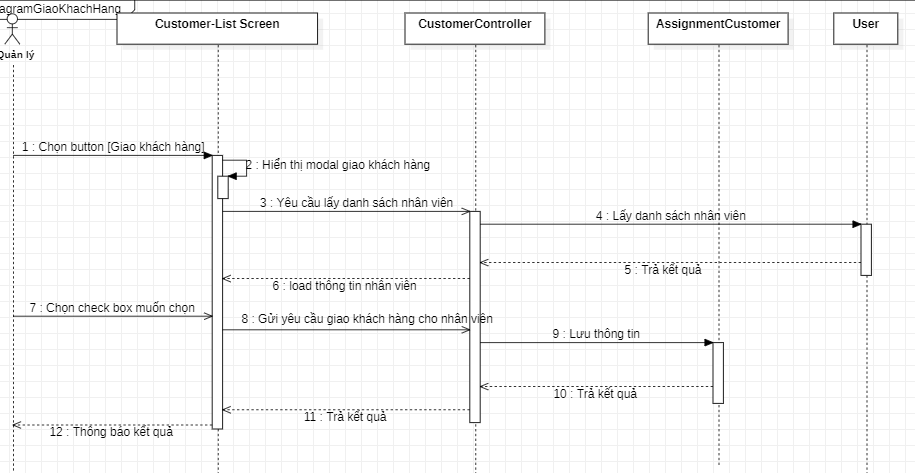 agramGiaoKhachHang
Customer-List Screen
CustomerController
AssignmentCustomer
User
Quản lý
1 : Chọn button [Giao khách hàng]
2 : Hiển thị modal giao khách hàng
3 : Yêu cầu lấy danh sách nhân viên
4 : Lấy danh sách nhân viên
5 : Trả kết quả
6 : load thông tin nhân viên
7 : Chọn check box muốn chọn
8 : Gửi yêu cầu giao khách hàng cho nhân viên
9 : Lưu thông tin
10 : Trả kết quả
11 : Trả kết quả
12 : Thông báo kết quả